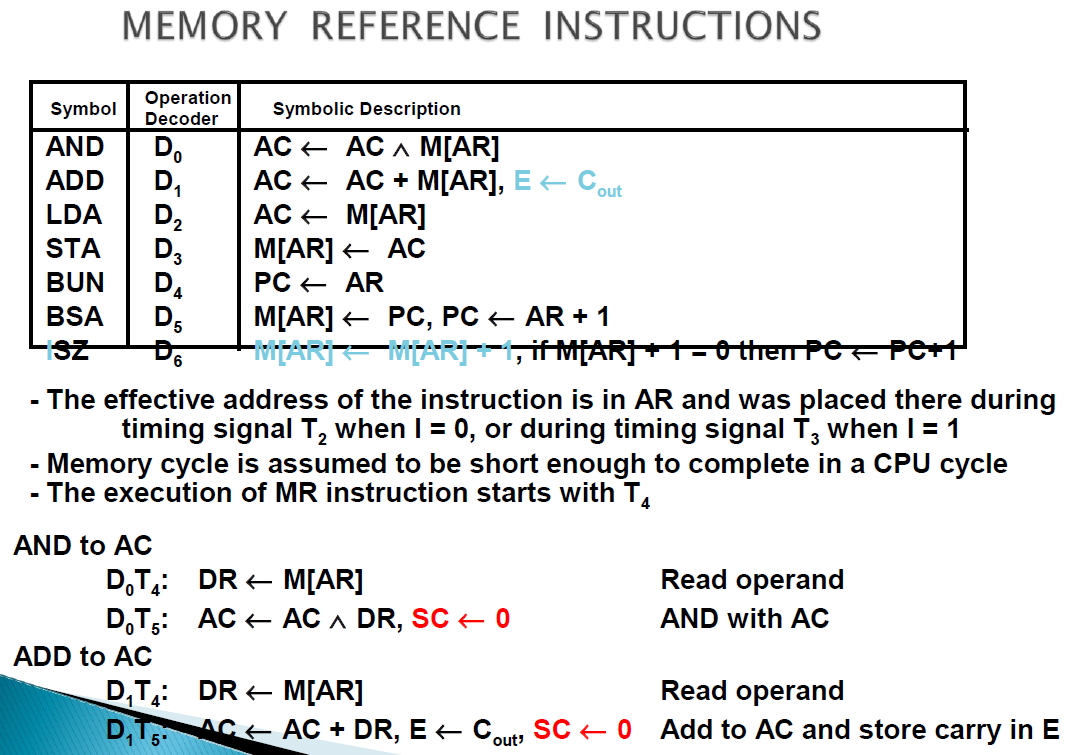 MEMORY REFERENCE INSTRUCTIONS
Symbol Operation Decoder Symbolic Description
AND D₀ AC ← AC ∧ M[AR]
ADD D₁ AC ← AC + M[AR], E ← Cout
LDA D₂ AC ← M[AR]
STA D₃ M[AR] ← AC
BUN D₄ PC ← AR
BSA D₅ M[AR] ← PC, PC ← AR + 1
ISZ D₆ M[AR] ← M[AR] + 1, if M[AR] + 1 = 0 then PC ← PC+1
- The effective address of the instruction is in AR and was placed there during
timing signal T₂ when I = 0, or during timing signal T₃ when I = 1
- Memory cycle is assumed to be short enough to complete in a CPU cycle
- The execution of MR instruction starts with T₄
AND to AC
D₀T₄: DR ← M[AR] Read operand
D₀T₅: AC ← AC ∧ DR, SC ← 0 AND with AC
ADD to AC
D₁T₄: DR ← M[AR] Read operand
D₁T₅: AC ← AC + DR, E ← Cout, SC ← 0 Add to AC and store carry in E